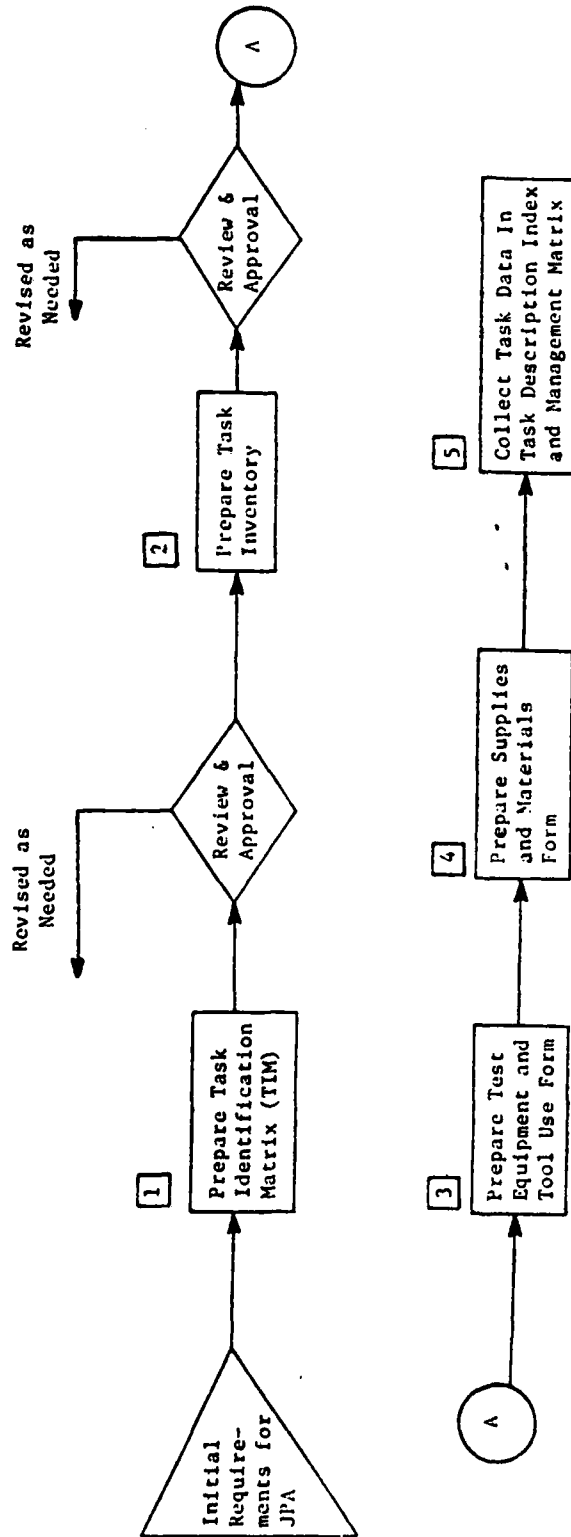 Initial
Require-
ments for
JPA
1
Prepare Task
Identification
Matrix (TIM)
Revised as
Needed
Review &
Approval
2
Prepare Task
Inventory
Revised as
Needed
Review &
Approval
A
A
3
Prepare Test
Equipment and
Tool Use Form
4
Prepare Supplies
and Materials
Form
5
Collect Task Data In
Task Description Index
and Management Matrix